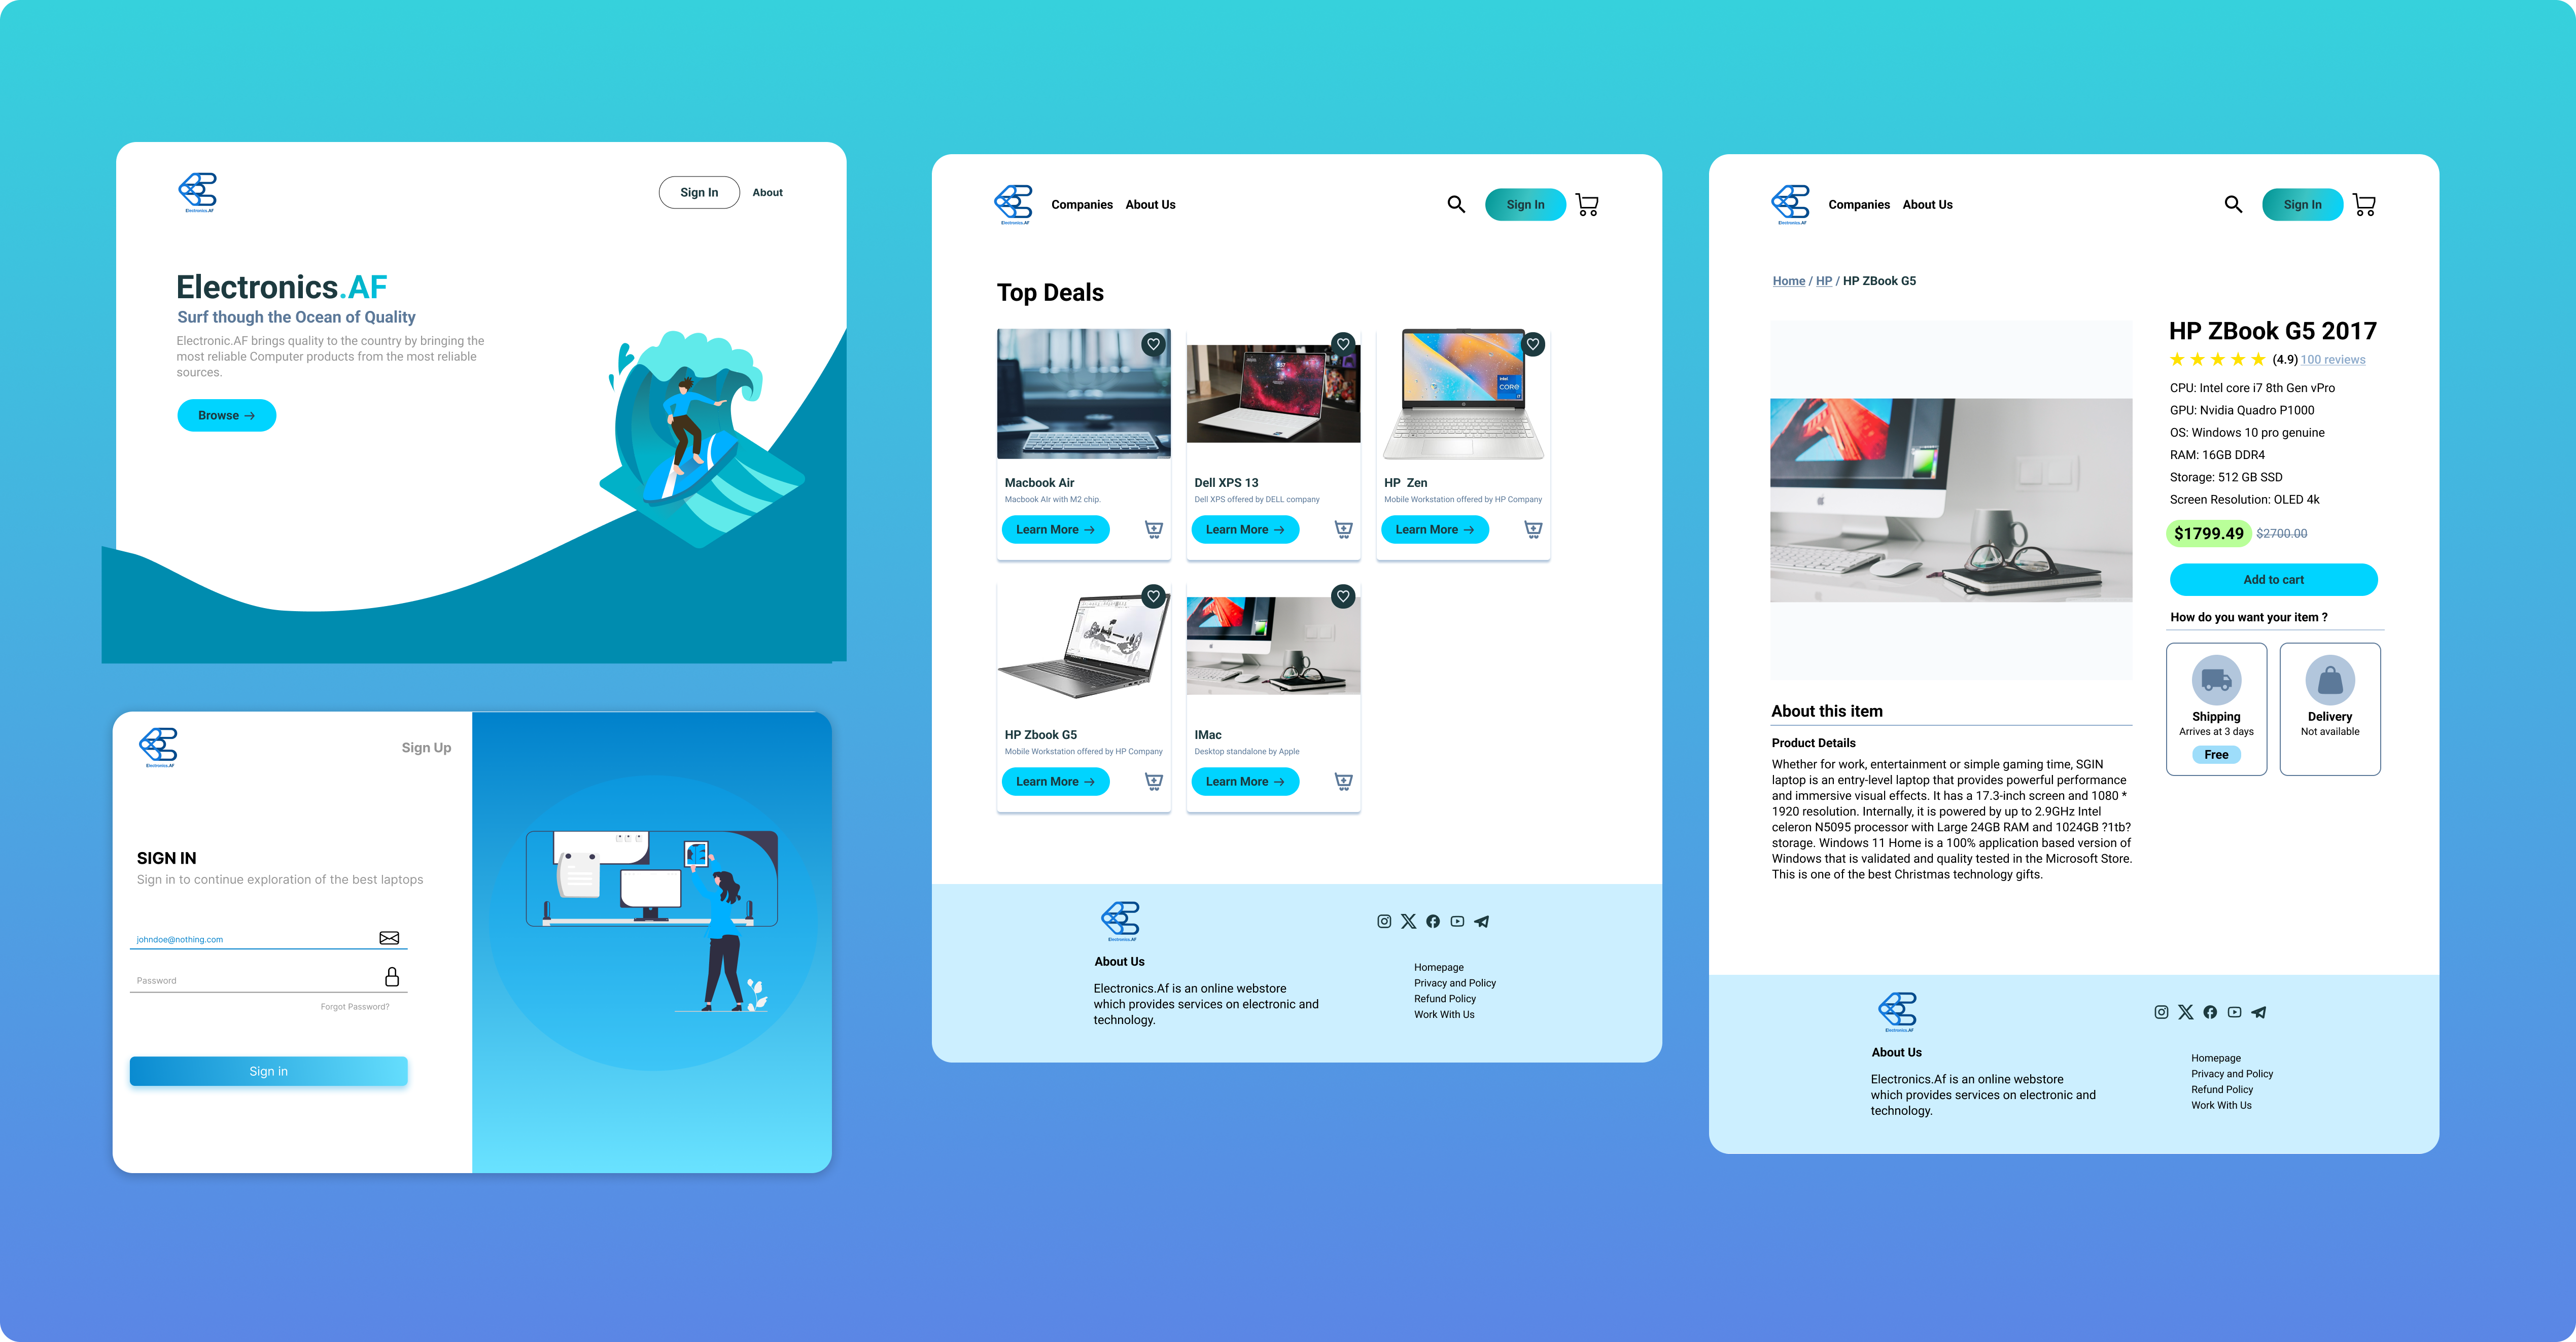 Electronics.AF
Sign In
About
Electronics.AF
Surf though the Ocean of Quality
Electronic.AF brings quality to the country by bringing the
most reliable Computer products from the most reliable
sources.
Browse →
Electronics.AF
Sign Up
SIGN IN
Sign in to continue exploration of the best laptops
johndoe@nothing.com
Password
Forgot Password?
Sign in
Electronics.AF
Companies About Us
Sign In
Top Deals
Macbook Air
Macbook AIr with M2 chip.
Learn More →
Dell XPS 13
Dell XPS offered by DELL company
Learn More →
intel
CORE
HP Zen
Mobile Workstation offered by HP Company
Learn More →
HP Zbook G5
Mobile Workstation offered by HP Company
Learn More →
IMac
Desktop standalone by Apple
Learn More →
Electronics.AF
About Us
Electronics.Af is an online webstore
which provides services on electronic and
technology.
Homepage
Privacy and Policy
Refund Policy
Work With Us
Electronics.AF
Companies About Us
Sign In
Home / HP / HP ZBook G5
HP ZBook G5 2017
(4.9) 100 reviews
CPU: Intel core i7 8th Gen vPro
GPU: Nvidia Quadro P1000
OS: Windows 10 pro genuine
RAM: 16GB DDR4
Storage: 512 GB SSD
Screen Resolution: OLED 4k
$1799.49 $2700.00
Add to cart
How do you want your item ?
Shipping
Arrives at 3 days
Free
Delivery
Not available
About this item
Product Details
Whether for work, entertainment or simple gaming time, SGIN
laptop is an entry-level laptop that provides powerful performance
and immersive visual effects. It has a 17.3-inch screen and 1080 *
1920 resolution. Internally, it is powered by up to 2.9GHz Intel
celeron N5095 processor with Large 24GB RAM and 1024GB ?1tb?
storage. Windows 11 Home is a 100% application based version of
Windows that is validated and quality tested in the Microsoft Store.
This is one of the best Christmas technology gifts.
Electronics.AF
About Us
Electronics.Af is an online webstore
which provides services on electronic and
technology.
Homepage
Privacy and Policy
Refund Policy
Work With Us